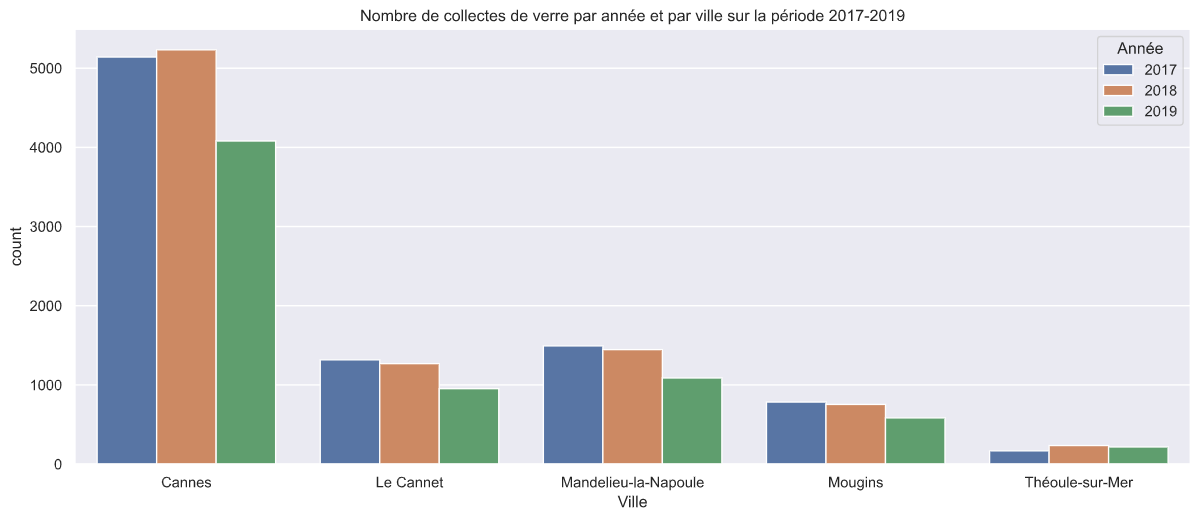 Nombre de collectes de verre par année et par ville sur la période 2017-2019
Année
2017
2018
2019
count
5000
4000
3000
2000
1000
0
Cannes
Le Cannet
Mandelieu-la-Napoule
Mougins
Théoule-sur-Mer
Ville